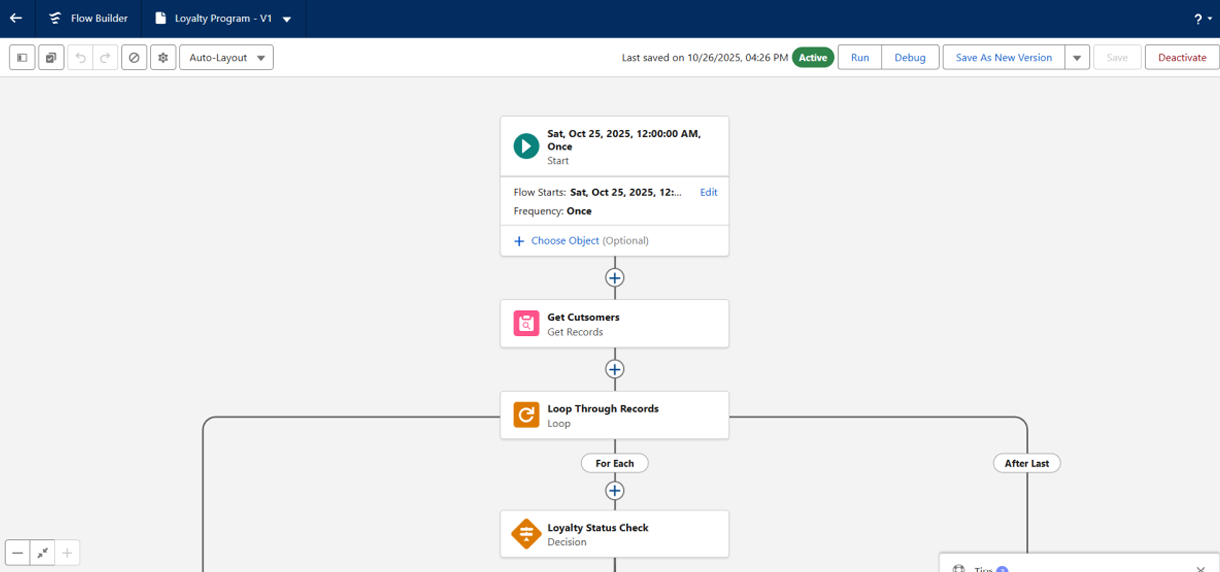 Flow Builder
Loyalty Program - V1
?
Auto-Layout
Last saved on 10/26/2025, 04:26 PM
Active
Run
Debug
Save As New Version
Save
Deactivate
Sat, Oct 25, 2025, 12:00:00 AM,
Once
Start
Flow Starts: Sat, Oct 25, 2025, 12:...
Edit
Frequency: Once
Choose Object (Optional)
Get Cutsomers
Get Records
Loop Through Records
Loop
For Each
After Last
Loyalty Status Check
Decision
Tips